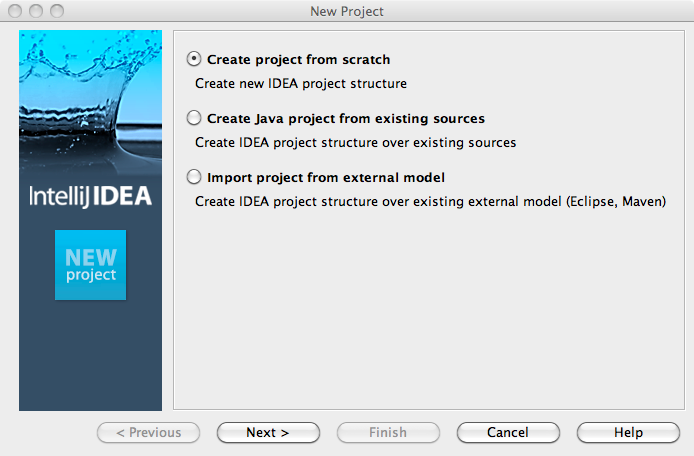 New Project
Create project from scratch
Create new IDEA project structure
Create Java project from existing sources
Create IDEA project structure over existing sources
Import project from external model
Create IDEA project structure over existing external model (Eclipse, Maven)
IntelliJIDEA
NEW
project
< Previous
Next >
Finish
Cancel
Help